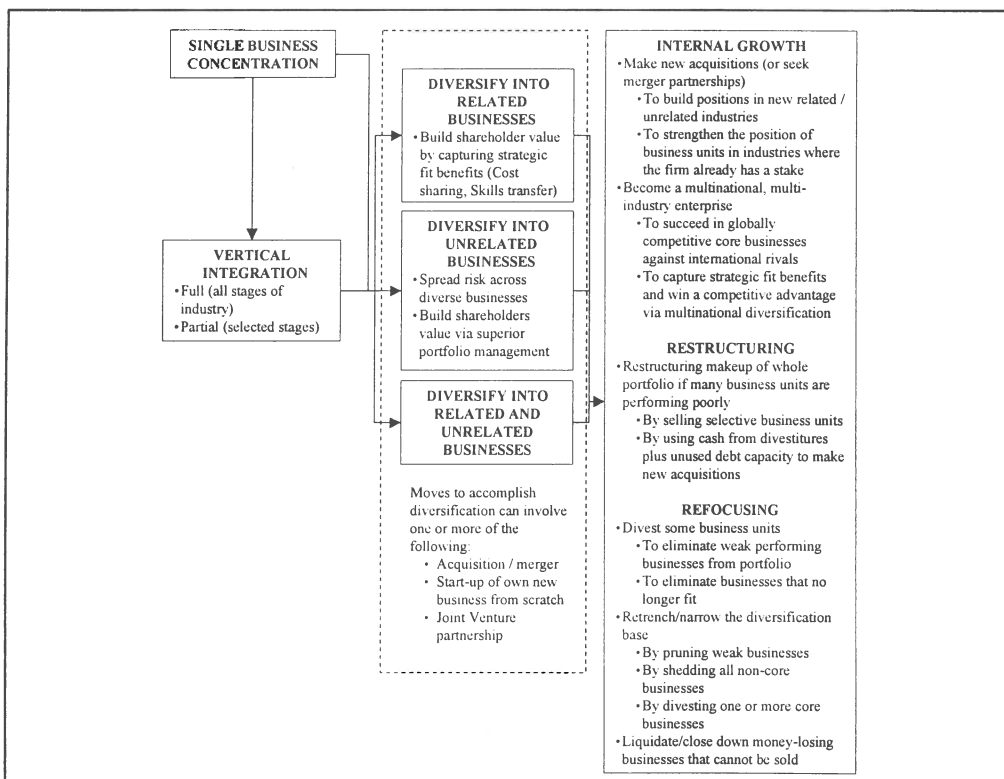 SINGLE BUSINESS
CONCENTRATION
VERTICAL
INTEGRATION
•Full (all stages of
industry)
•Partial (selected stages)
DIVERSIFY INTO
RELATED
BUSINESSES
•Build shareholder value
by capturing strategic
fit benefits (Cost
sharing, Skills transfer)
DIVERSIFY INTO
UNRELATED
BUSINESSES
•Spread risk across
diverse businesses
•Build shareholders
value via superior
portfolio management
DIVERSIFY INTO
RELATED AND
UNRELATED
BUSINESSES
Moves to accomplish
diversification can involve
one or more of the
following:
• Acquisition / merger
• Start-up of own new
business from scratch
• Joint Venture
partnership
INTERNAL GROWTH
•Make new acquisitions (or seek
merger partnerships)
•To build positions in new related /
unrelated industries
•To strengthen the position of
business units in industries where
the firm already has a stake
•Become a multinational, multi-
industry enterprise
•To succeed in globally
competitive core businesses
against international rivals
•To capture strategic fit benefits
and win a competitive advantage
via multinational diversification
RESTRUCTURING
•Restructuring makeup of whole
portfolio if many business units are
performing poorly
•By selling selective business units
•By using cash from divestitures
plus unused debt capacity to make
new acquisitions
REFOCUSING
•Divest some business units
•To eliminate weak performing
businesses from portfolio
•To eliminate businesses that no
longer fit
•Retrench/narrow the diversification
base
•By pruning weak businesses
•By shedding all non-core
businesses
•By divesting one or more core
businesses
•Liquidate/close down money-losing
businesses that cannot be sold